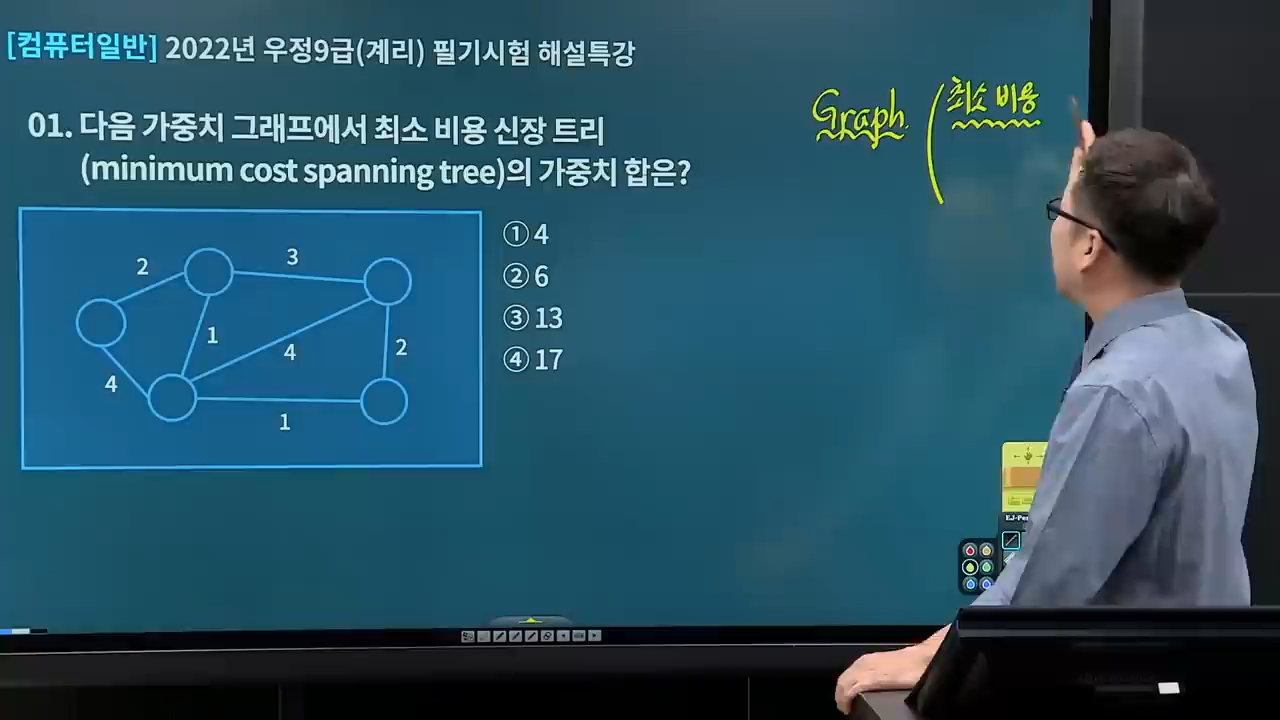 [컴퓨터일반] 2022년 우정9급(계리) 필기시험 해설특강
Graph (최소 비용
01. 다음 가중치 그래프에서 최소 비용 신장 트리
(minimum cost spanning tree)의 가중치 합은?
2
3
1
4
2
4
1
① 4
② 6
③ 13
④ 17